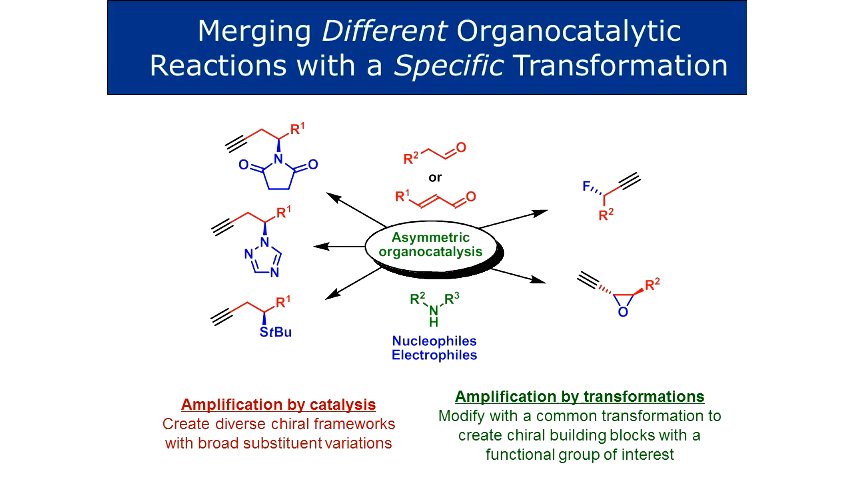 Merging Different Organocatalytic
Reactions with a Specific Transformation
R¹
N
O
O
R²
O
or
R¹
O
F
R²
R¹
N
N
N
Asymmetric
organocatalysis
R¹
StBu
R²
R³
N
H
R²
O
Nucleophiles
Electrophiles
Amplification by catalysis
Create diverse chiral frameworks
with broad substituent variations
Amplification by transformations
Modify with a common transformation to
create chiral building blocks with a
functional group of interest